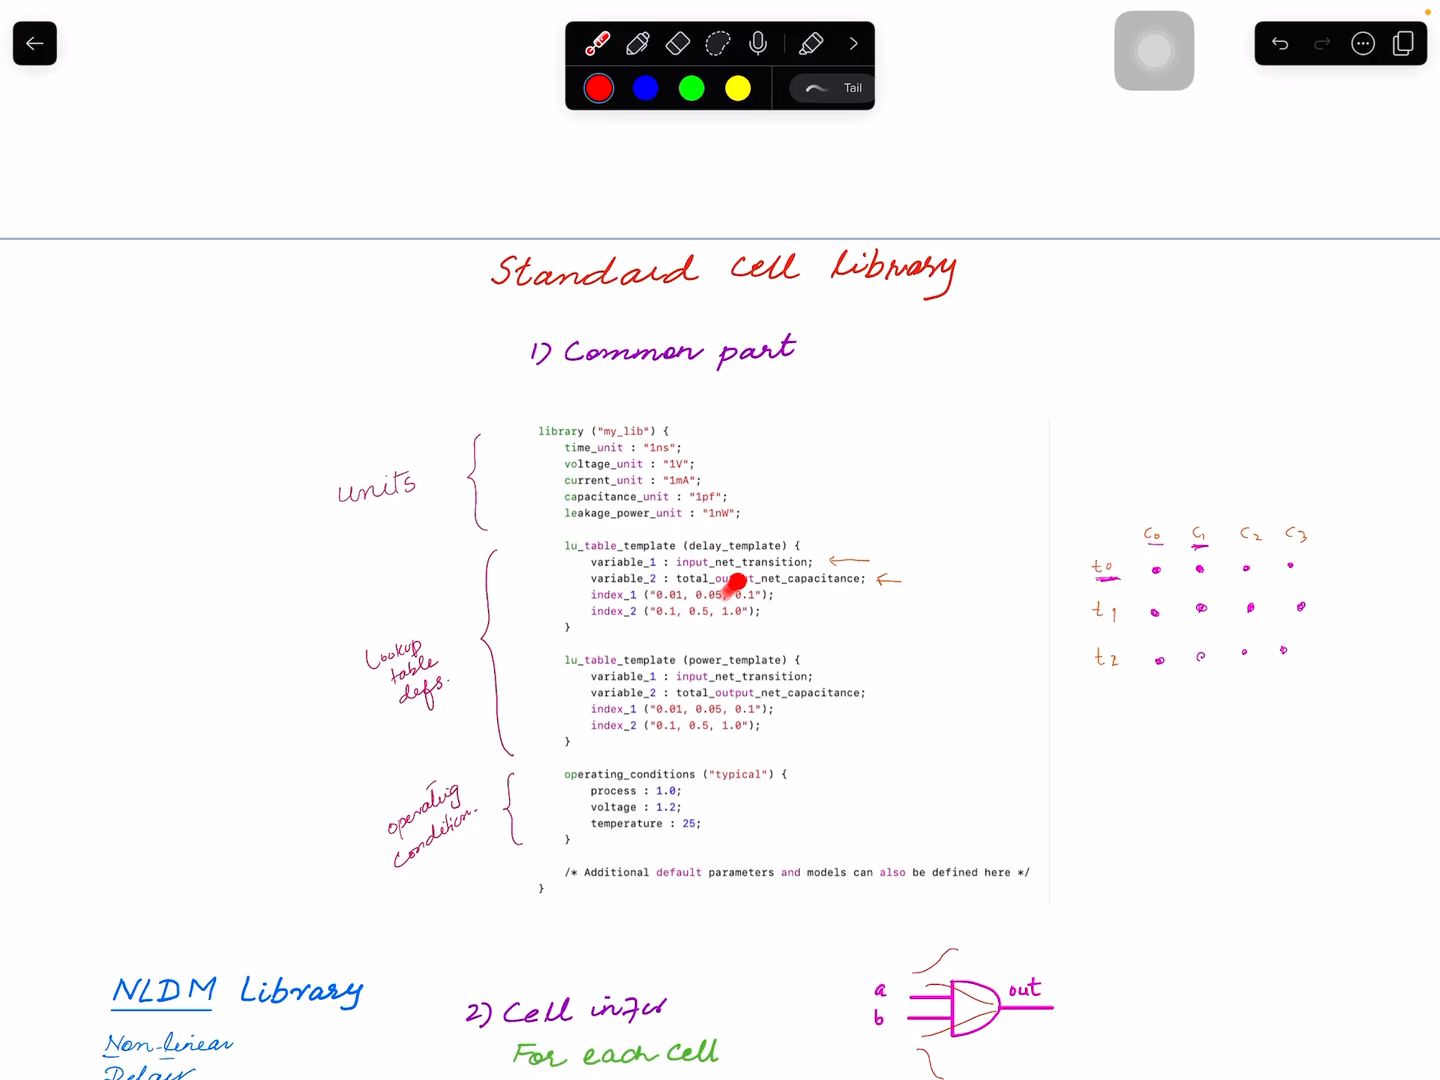 Tail
Standard cell library
1) Common part
units
library ("my_lib") {
time_unit : "1ns";
voltage_unit : "1V";
current_unit : "1mA";
capacitance_unit : "1pf";
leakage_power_unit : "1nW";
Lookup
table
defs.
lu_table_template (delay_template) {
variable_1 : input_net_transition;
variable_2 : total_output_net_capacitance;
index_1 ("0.01, 0.05, 0.1");
index_2 ("0.1, 0.5, 1.0");
}
lu_table_template (power_template) {
variable_1 : input_net_transition;
variable_2 : total_output_net_capacitance;
index_1 ("0.01, 0.05, 0.1");
index_2 ("0.1, 0.5, 1.0");
}
operating
condition.
operating_conditions ("typical") {
process : 1.0;
voltage : 1.2;
temperature : 25;
}
/* Additional default parameters and models can also be defined here */
}
C0 C1 C2 C3
t0
t1
t2
NLDM Library
Non-linear
Delay
2) Cell info
For each cell
a
b
out